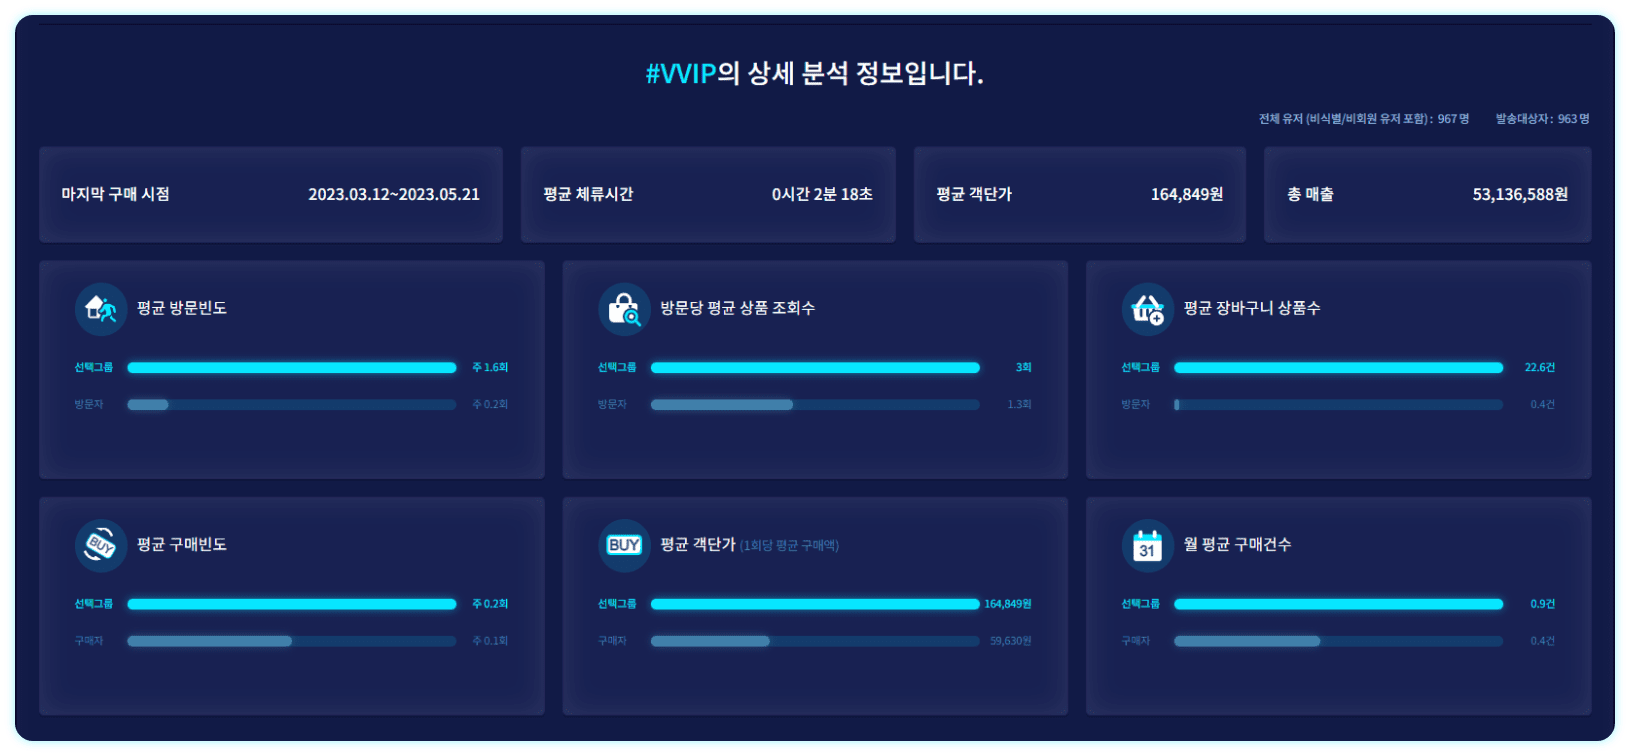 #VVIP의 상세 분석 정보입니다.
전체 유저 (비식별/비회원 유저 포함) : 967 명 발송대상자 : 963 명
마지막 구매 시점 2023.03.12~2023.05.21
평균 체류시간 0시간 2분 18초
평균 객단가 164,849원
총 매출 53,136,588원
평균 방문빈도
선택그룹 주 1.6회
방문자 주 0.2회
방문당 평균 상품 조회수
선택그룹 3회
방문자 1.3회
평균 장바구니 상품수
선택그룹 22.6건
방문자 0.4건
BUY
평균 구매빈도
선택그룹 주 0.2회
구매자 주 0.1회
BUY
평균 객단가 (1회당 평균 구매액)
선택그룹 164,849원
구매자 59,630원
31
월 평균 구매건수
선택그룹 0.9건
구매자 0.4건